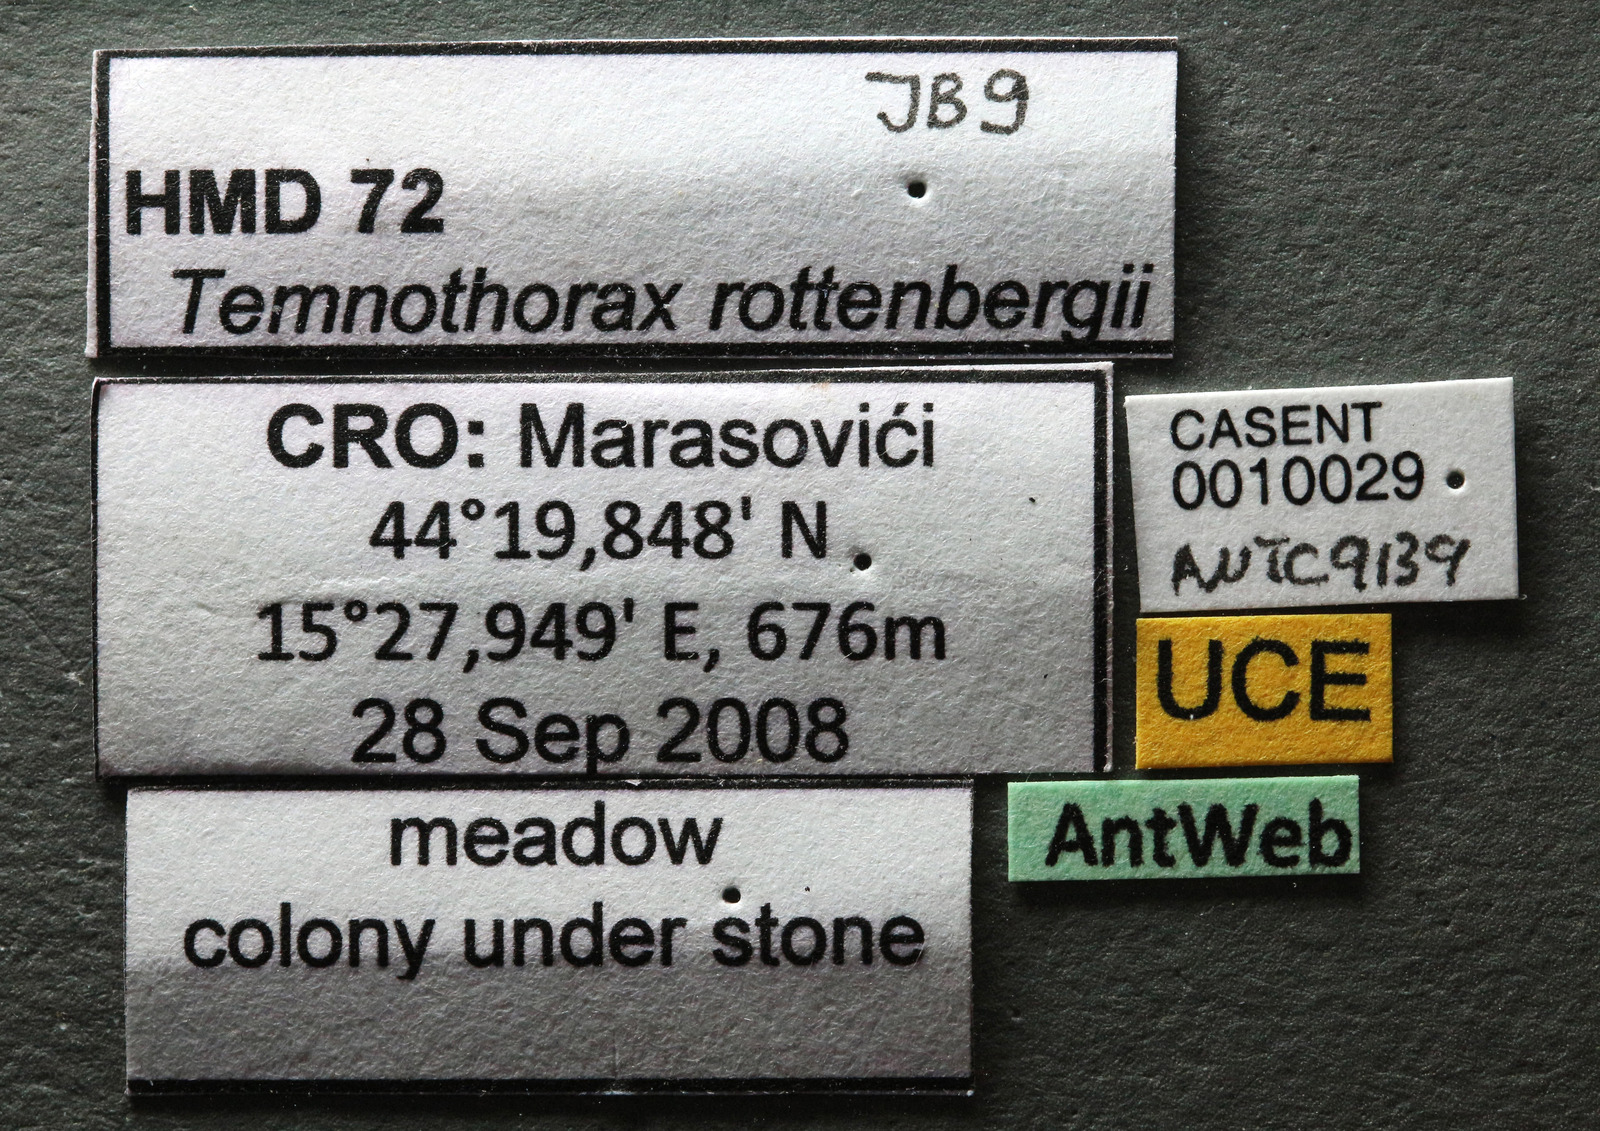 JB9
HMD 72
Temnothorax rottenbergii
CRO: Marasovići
44°19,848' N
15°27,949' E, 676m
28 Sep 2008
meadow
colony under stone
CASENT
0010029
ANTC9139
UCE
AntWeb